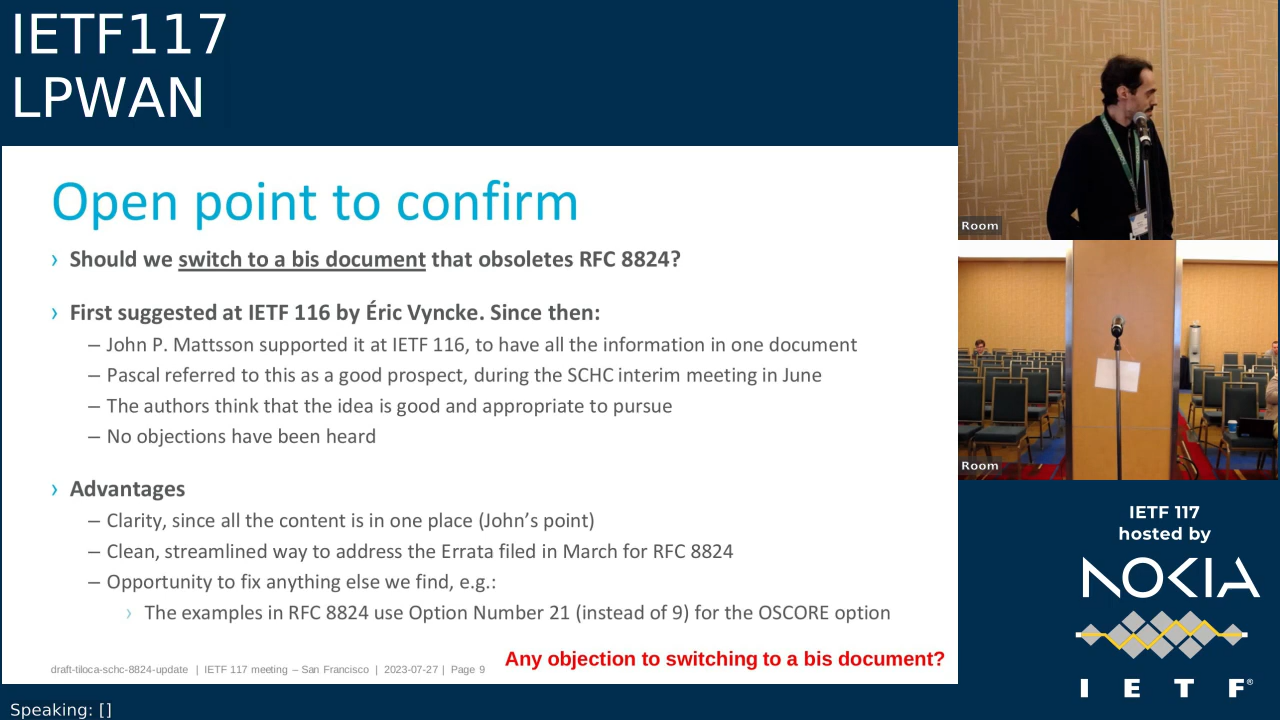 IETF117
LPWAN
Open point to confirm
› Should we switch to a bis document that obsoletes RFC 8824?
› First suggested at IETF 116 by Éric Vyncke. Since then:
– John P. Mattsson supported it at IETF 116, to have all the information in one document
– Pascal referred to this as a good prospect, during the SCHC interim meeting in June
– The authors think that the idea is good and appropriate to pursue
– No objections have been heard
› Advantages
– Clarity, since all the content is in one place (John’s point)
– Clean, streamlined way to address the Errata filed in March for RFC 8824
– Opportunity to fix anything else we find, e.g.:
› The examples in RFC 8824 use Option Number 21 (instead of 9) for the OSCORE option
Any objection to switching to a bis document?
draft-tiloca-schc-8824-update | IETF 117 meeting – San Francisco | 2023-07-27 | Page 9
Speaking: []
Room
Room
IETF 117
hosted by
NOKIA
I E T F®